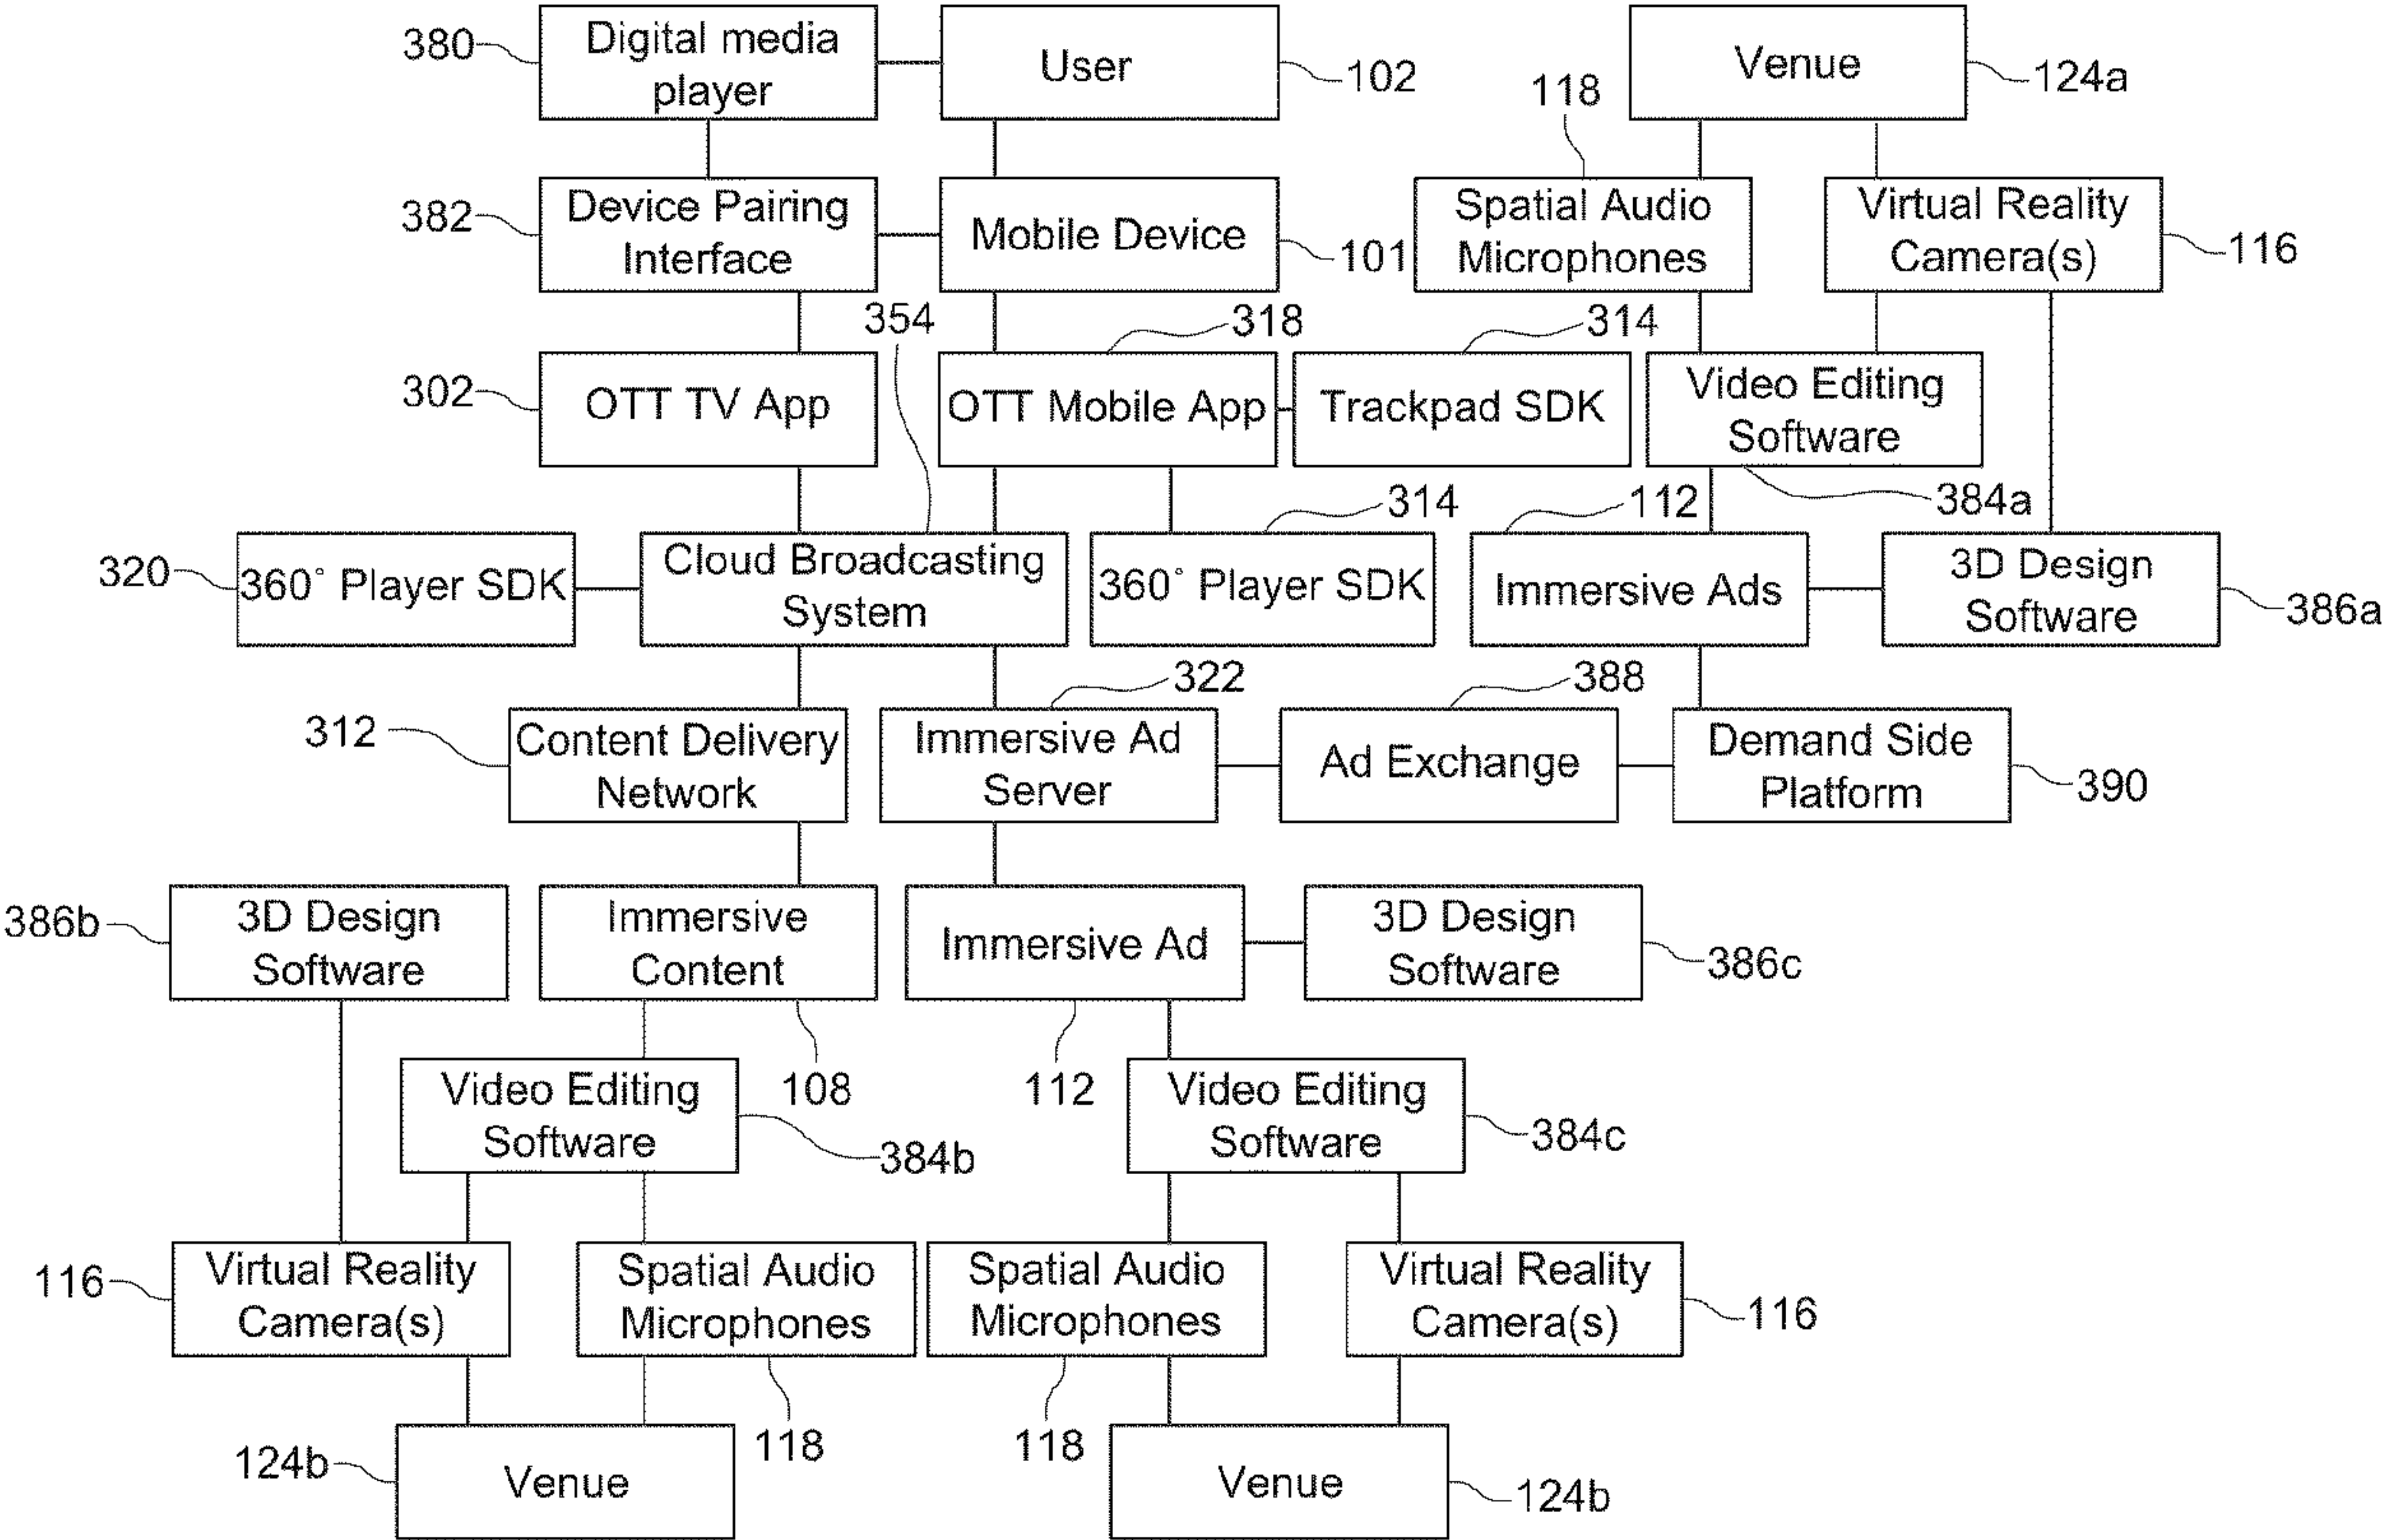 380
Digital media
player
User
102
118
Venue
124a
382
Device Pairing
Interface
Mobile Device
101
Spatial Audio
Microphones
Virtual Reality
Camera(s)
116
354
318
314
302
OTT TV App
OTT Mobile App
Trackpad SDK
Video Editing
Software
384a
314
112
320
360° Player SDK
Cloud Broadcasting
System
360° Player SDK
Immersive Ads
3D Design
Software
386a
322
388
312
Content Delivery
Network
Immersive Ad
Server
Ad Exchange
Demand Side
Platform
390
386b
3D Design
Software
Immersive
Content
Immersive Ad
3D Design
Software
386c
Video Editing
Software
384b
108
112
Video Editing
Software
384c
116
Virtual Reality
Camera(s)
Spatial Audio
Microphones
Spatial Audio
Microphones
Virtual Reality
Camera(s)
116
124b
Venue
118
118
Venue
124b